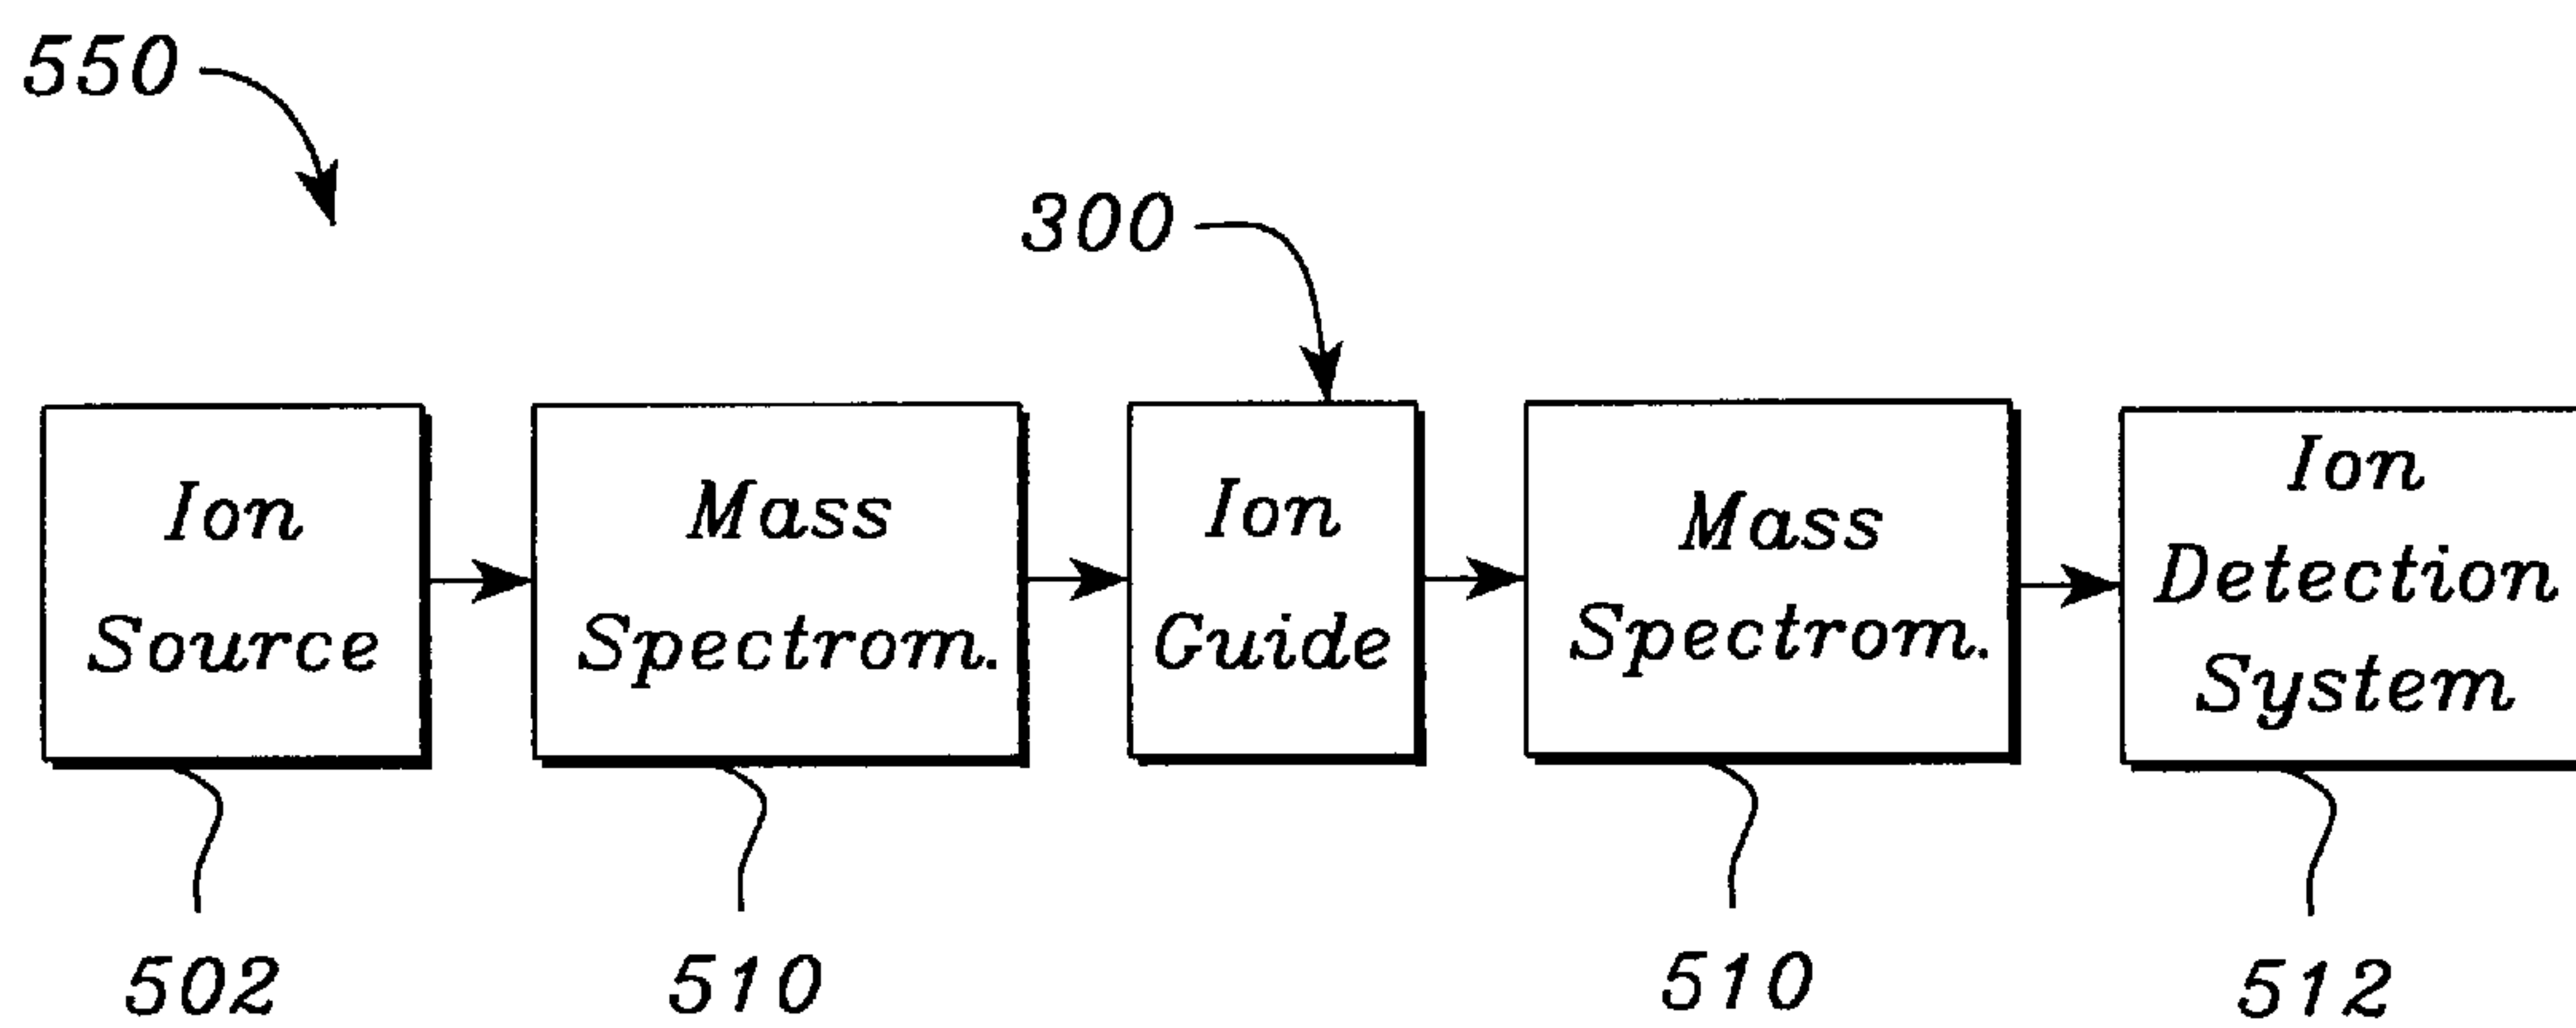 550
300
Ion
Source
Mass
Spectrom.
Ion
Guide
Mass
Spectrom.
Ion
Detection
System
502
510
510
512